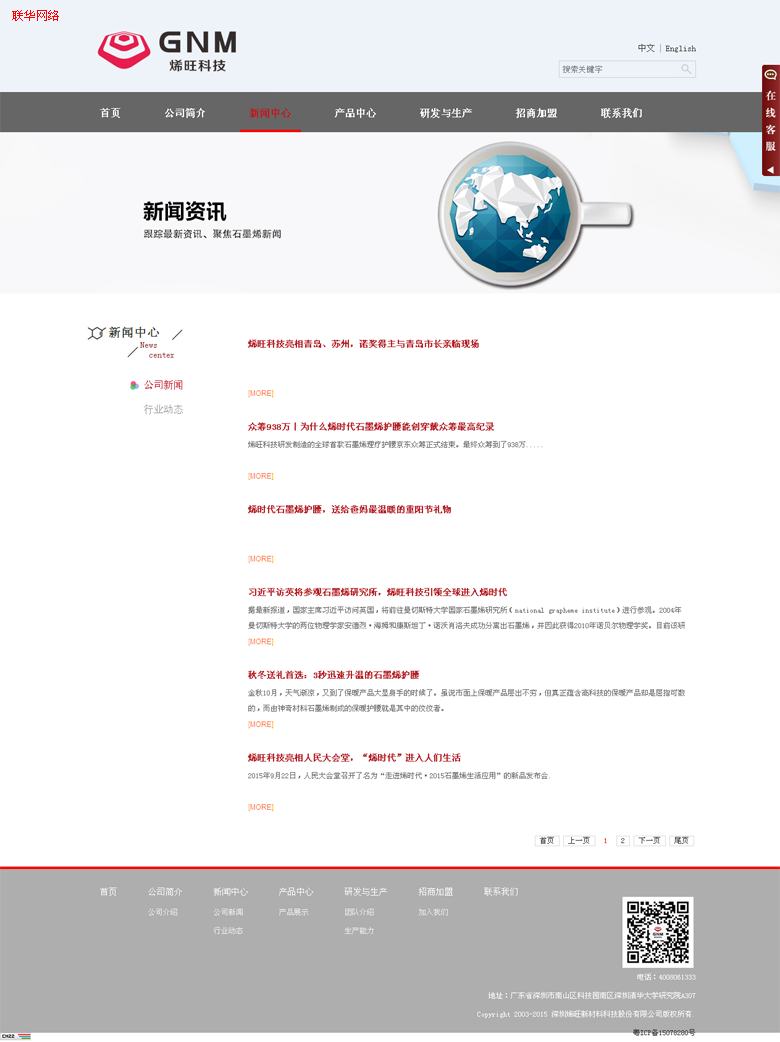 联华网络
GNM
烯旺科技
中文 | English
搜索关键字
首页 公司简介 新闻中心 产品中心 研发与生产 招商加盟 联系我们
在线客服
新闻资讯
跟踪最新资讯、聚焦石墨烯新闻
新闻中心
News
center
公司新闻
行业动态
烯旺科技亮相青岛、苏州，诺奖得主与青岛市长亲临现场
[MORE]
众筹938万丨为什么烯时代石墨烯护腰能创穿戴众筹最高纪录
烯旺科技研发制造的全球首款石墨烯理疗护腰京东众筹正式结束。最终众筹到了938万.....
[MORE]
烯时代石墨烯护腰，送给爸妈最温暖的重阳节礼物
[MORE]
习近平访英将参观石墨烯研究所，烯旺科技引领全球进入烯时代
据最新报道，国家主席习近平访问英国，将前往曼切斯特大学国家石墨烯研究所（national grapheme institute）进行参观。2004年
曼切斯特大学的两位物理学家安德烈·海姆和康斯坦丁·诺沃肖洛夫成功分离出石墨烯，并因此获得2010年诺贝尔物理学奖。目前该研
[MORE]
秋冬送礼首选：3秒迅速升温的石墨烯护腰
金秋10月，天气渐凉，又到了保暖产品大显身手的时候了。虽说市面上保暖产品层出不穷，但真正蕴含高科技的保暖产品却是屈指可数
的，而由神奇材料石墨烯制成的保暖护腰就是其中的佼佼者。
[MORE]
烯旺科技亮相人民大会堂，“烯时代”进入人们生活
2015年9月22日，人民大会堂召开了名为“走进烯时代·2015石墨烯生活应用”的新品发布会.
[MORE]
首页 上一页 1 2 下一页 尾页
首页 公司简介 新闻中心 产品中心 研发与生产 招商加盟 联系我们
公司介绍 公司新闻 产品展示 团队介绍 加入我们
行业动态 生产能力
GNM
电话：4008061333
地址：广东省深圳市南山区科技园南区深圳清华大学研究院A307
Copyright 2003-2015 深圳烯旺新材料科技股份有限公司版权所有.
粤ICP备15078280号
CNZZ